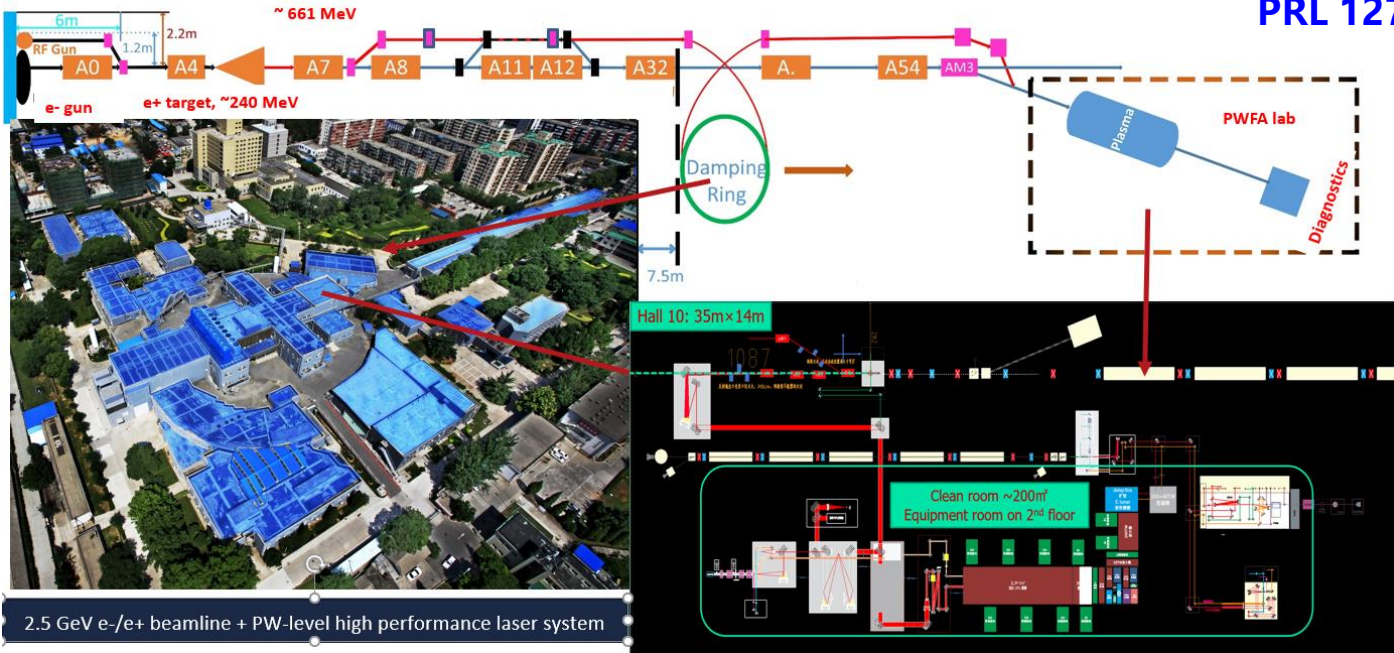 ~ 661 MeV
PRL 127
6m
2.2m
1.2m
RF Gun
A0
A4
A7
A8
A11
A12
A32
A.
A54
AM3
e- gun
e+ target, ~240 MeV
Damping
Ring
7.5m
Plasma
PWFA lab
Diagnostics
Hall 10: 35m×14m
1087
Clean room ~200㎡
Equipment room on 2nd floor
2.5 GeV e-/e+ beamline + PW-level high performance laser system